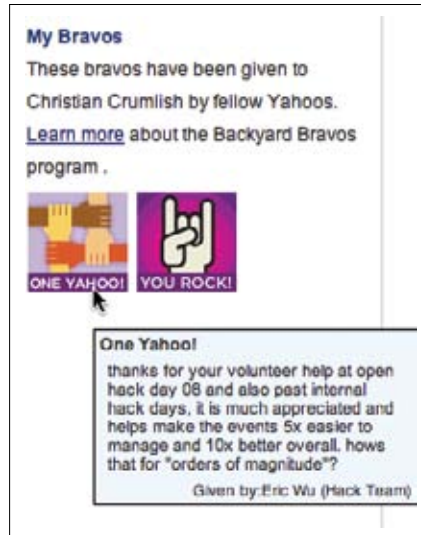 My Bravos
These bravos have been given to
Christian Crumlish by fellow Yahoos.
Learn more about the Backyard Bravos
program .
ONE YAHOO! YOU ROCK!
One Yahoo!
thanks for your volunteer help at open
hack day 08 and also past internal
hack days, it is much appreciated and
helps make the events 5x easier to
manage and 10x better overall. hows
that for "orders of magnitude"?
Given by:Eric Wu (Hack Team)